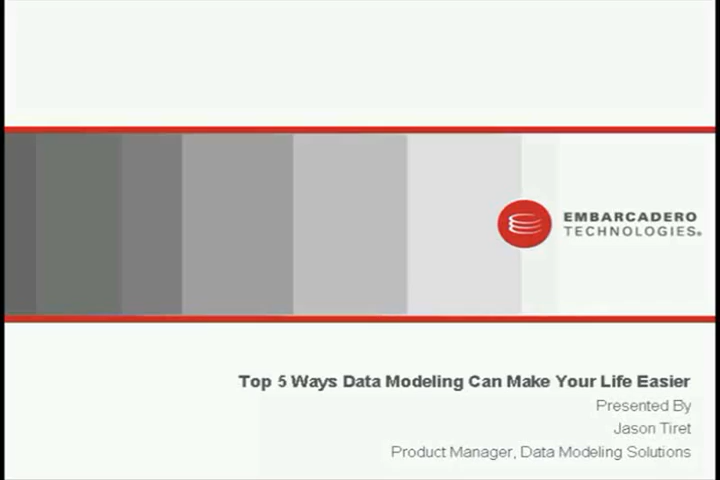 EMBARCADERO
TECHNOLOGIES®
Top 5 Ways Data Modeling Can Make Your Life Easier
Presented By
Jason Tiret
Product Manager, Data Modeling Solutions